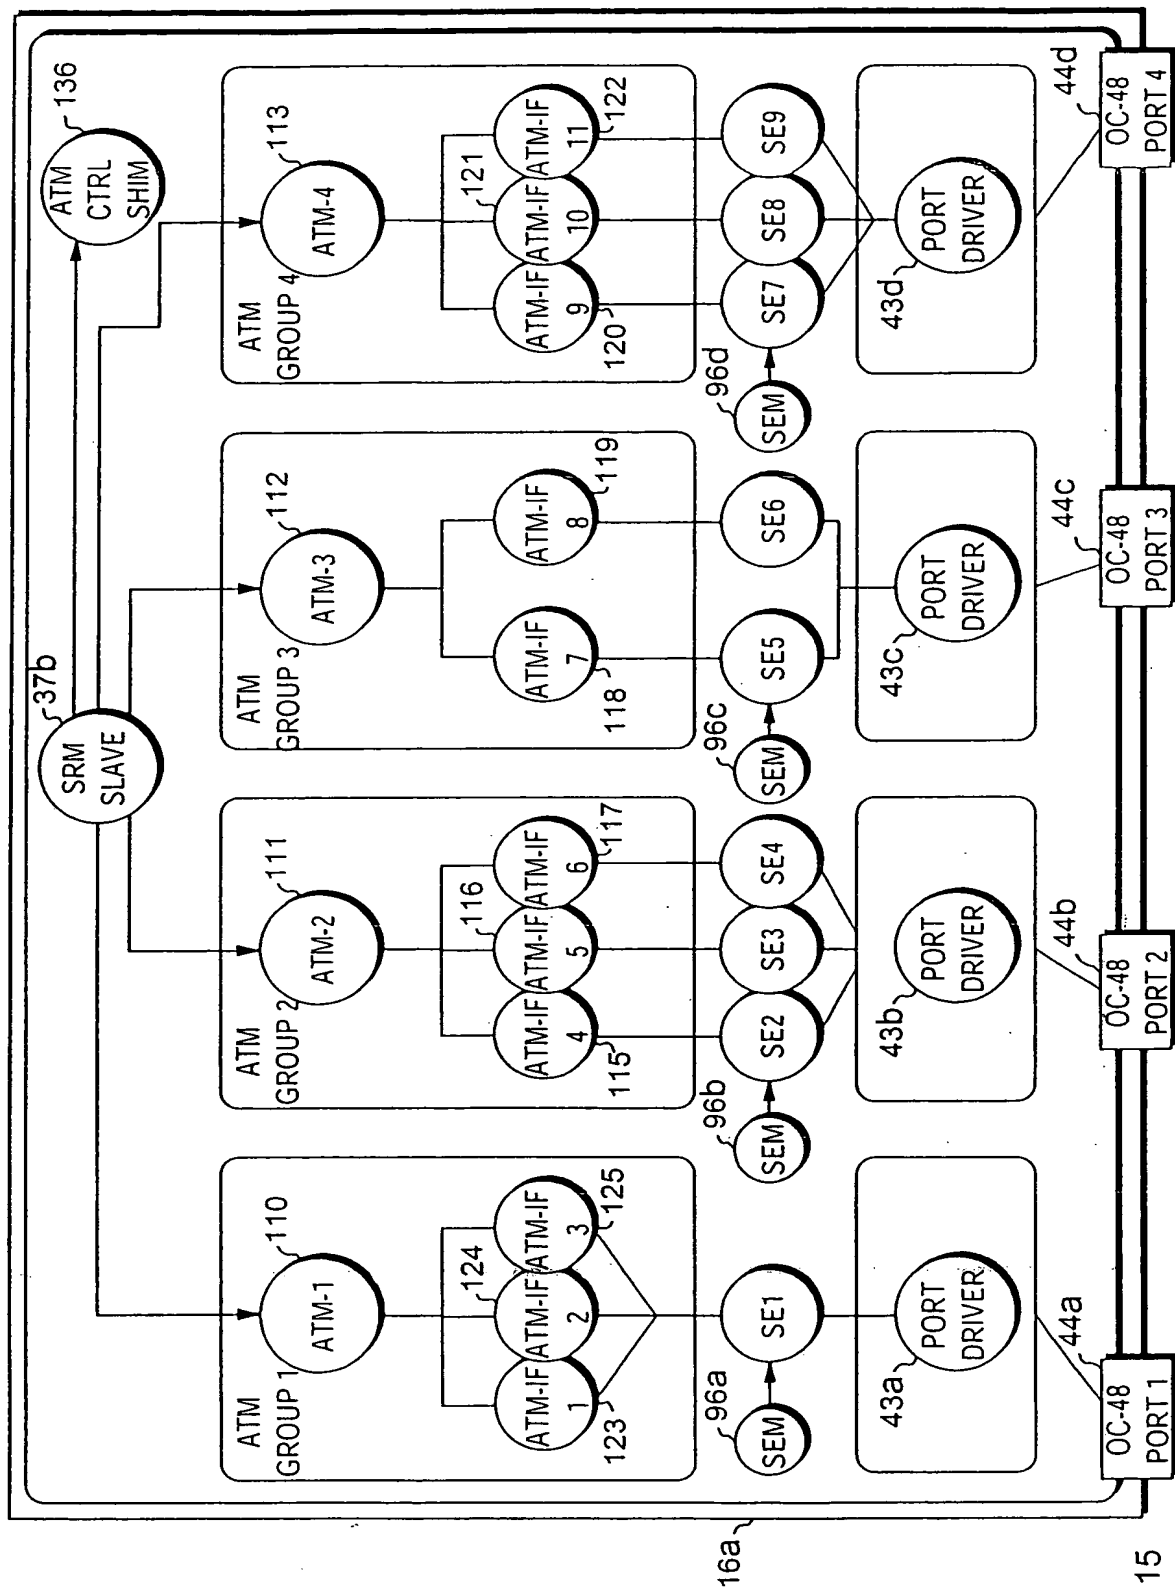 37b
SRM
SLAVE
136
ATM
CTRL
SHIM
ATM
GROUP 1
110
ATM-1
124
ATM-IF
1
ATM-IF
2
ATM-IF
3
123
125
96a
SEM
SE1
43a
PORT
DRIVER
44a
OC-48
PORT 1
ATM
GROUP 2
111
ATM-2
116
ATM-IF
4
ATM-IF
5
ATM-IF
6
115
117
96b
SEM
SE2
SE3
SE4
43b
PORT
DRIVER
44b
OC-48
PORT 2
ATM
GROUP 3
112
ATM-3
ATM-IF
7
ATM-IF
8
118
119
96c
SEM
SE5
SE6
43c
PORT
DRIVER
44c
OC-48
PORT 3
ATM
GROUP 4
113
ATM-4
121
ATM-IF
9
ATM-IF
10
ATM-IF
11
120
122
96d
SEM
SE7
SE8
SE9
43d
PORT
DRIVER
44d
OC-48
PORT 4
16a
15